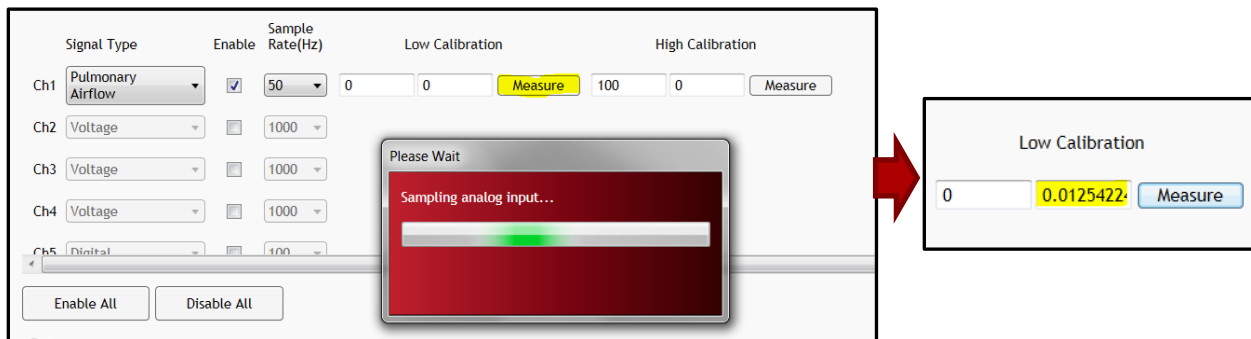 Signal Type Enable Sample Rate(Hz) Low Calibration High Calibration
Ch1 Pulmonary Airflow 50 0 0 Measure 100 0 Measure
Ch2 Voltage 1000
Ch3 Voltage 1000
Ch4 Voltage 1000
Ch5 Digital 100
Enable All Disable All
Please Wait
Sampling analog input...
Low Calibration
0 0.01254224 Measure